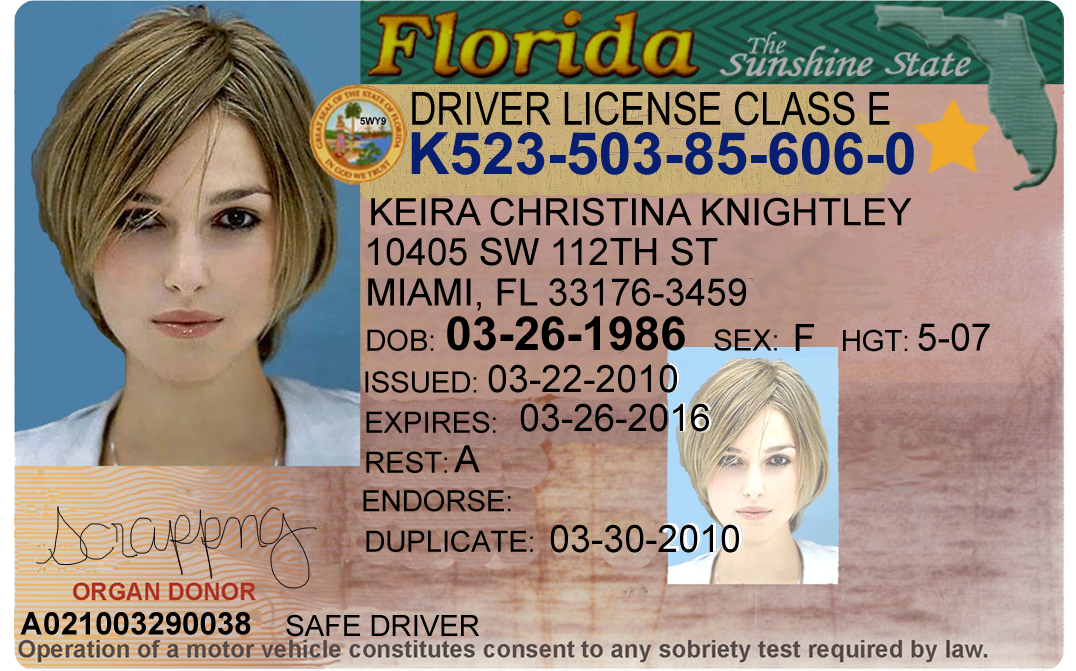 Florida The Sunshine State
GREAT SEAL OF THE STATE OF FLORIDA
5WY9
IN GOD WE TRUST
DRIVER LICENSE CLASS E
K523-503-85-606-0
KEIRA CHRISTINA KNIGHTLEY
10405 SW 112TH ST
MIAMI, FL 33176-3459
DOB: 03-26-1986 SEX: F HGT: 5-07
ISSUED: 03-22-2010
EXPIRES: 03-26-2016
REST: A
ENDORSE:
DUPLICATE: 03-30-2010
Scrappng
ORGAN DONOR
A021003290038 SAFE DRIVER
Operation of a motor vehicle constitutes consent to any sobriety test required by law.